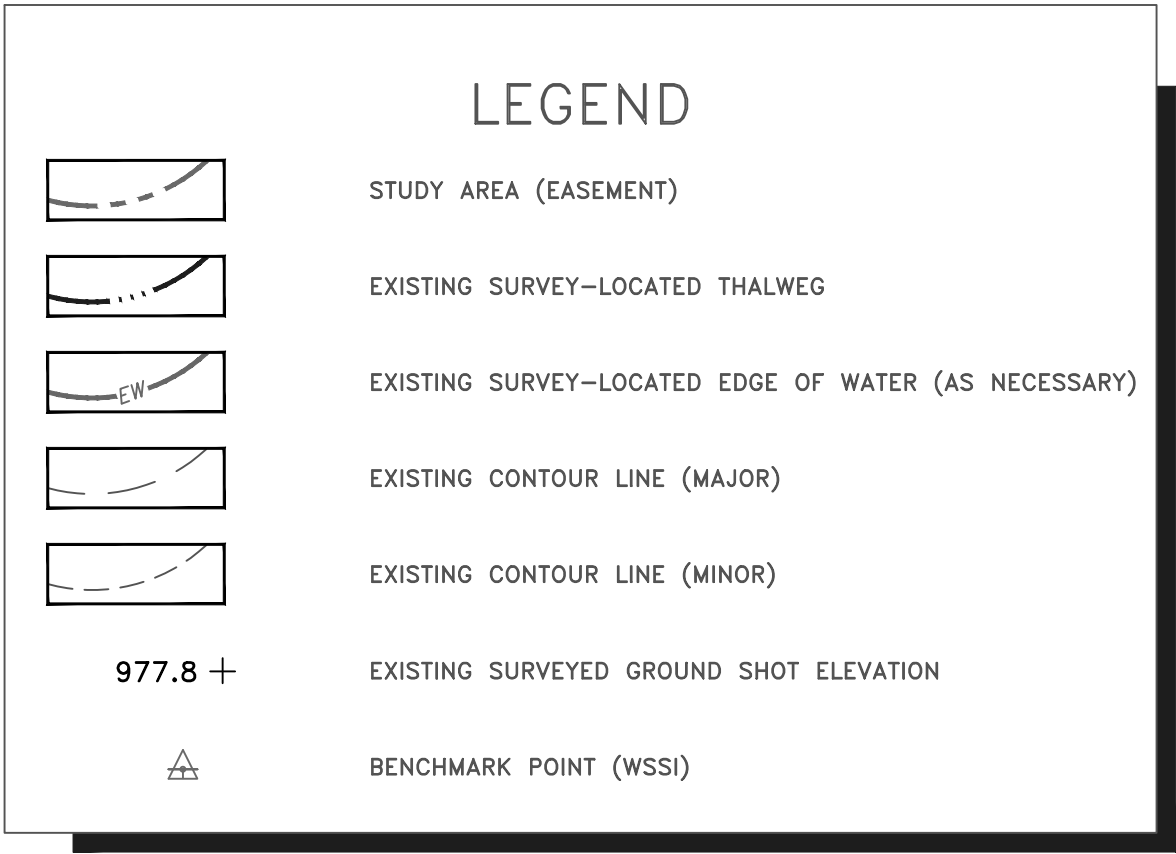 LEGEND
STUDY AREA (EASEMENT)
EXISTING SURVEY-LOCATED THALWEG
EW EXISTING SURVEY-LOCATED EDGE OF WATER (AS NECESSARY)
EXISTING CONTOUR LINE (MAJOR)
EXISTING CONTOUR LINE (MINOR)
977.8 + EXISTING SURVEYED GROUND SHOT ELEVATION
BENCHMARK POINT (WSSI)